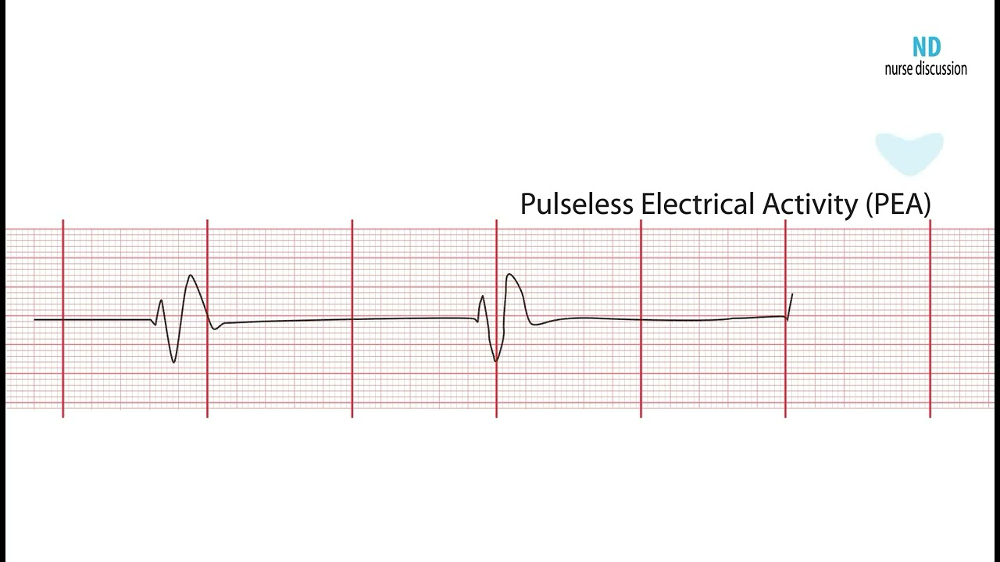 ND
nurse discussion
Pulseless Electrical Activity (PEA)